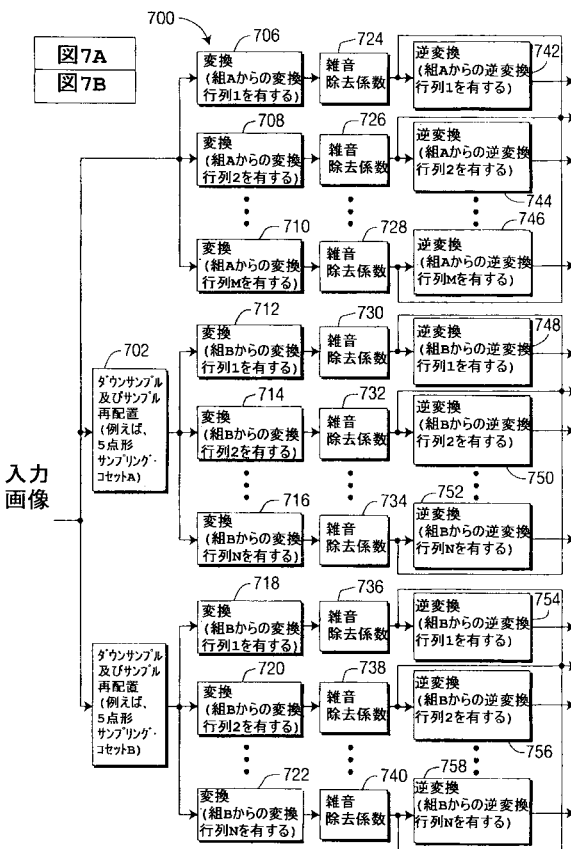 700
図7A
図7B
706
変換
(組Aからの変換
行列1を有する)
724
雑音
除去係数
742
逆変換
(組Aからの逆変換
行列1を有する)
708
変換
(組Aからの変換
行列2を有する)
726
雑音
除去係数
逆変換
(組Aからの逆変換
行列2を有する)
744
710
変換
(組Aからの変換
行列Mを有する)
728
雑音
除去係数
746
逆変換
(組Aからの逆変換
行列Mを有する)
入力
画像
702
ダウンサンプル
及びサンプル
再配置
(例えば、
5点形
サンプリング・
コセットA)
712
変換
(組Bからの変換
行列1を有する)
730
雑音
除去係数
748
逆変換
(組Bからの逆変換
行列1を有する)
714
変換
(組Bからの変換
行列2を有する)
732
雑音
除去係数
逆変換
(組Bからの逆変換
行列2を有する)
750
716
変換
(組Bからの変換
行列Nを有する)
734
雑音
除去係数
752
逆変換
(組Bからの逆変換
行列Nを有する)
ダウンサンプル
及びサンプル
再配置
(例えば、
5点形
サンプリング・
コセットB)
718
変換
(組Bからの変換
行列1を有する)
736
雑音
除去係数
754
逆変換
(組Bからの逆変換
行列1を有する)
720
変換
(組Bからの変換
行列2を有する)
738
雑音
除去係数
逆変換
(組Bからの逆変換
行列2を有する)
756
722
変換
(組Bからの変換
行列Nを有する)
740
雑音
除去係数
758
逆変換
(組Bからの逆変換
行列Nを有する)